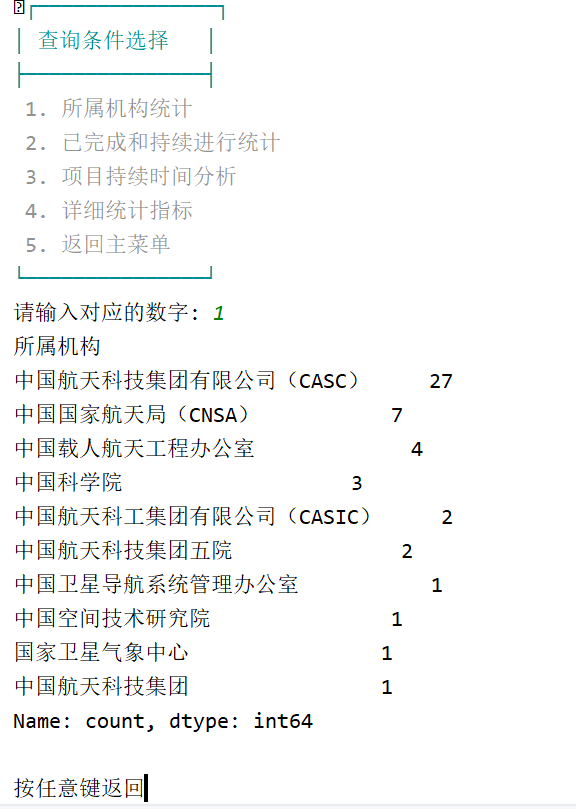 查询条件选择
1. 所属机构统计
2. 已完成和持续进行统计
3. 项目持续时间分析
4. 详细统计指标
5. 返回主菜单
请输入对应的数字: 1
所属机构
中国航天科技集团有限公司（CASC） 27
中国国家航天局（CNSA） 7
中国载人航天工程办公室 4
中国科学院 3
中国航天科工集团有限公司（CASIC） 2
中国航天科技集团五院 2
中国卫星导航系统管理办公室 1
中国空间技术研究院 1
国家卫星气象中心 1
中国航天科技集团 1
Name: count, dtype: int64
按任意键返回